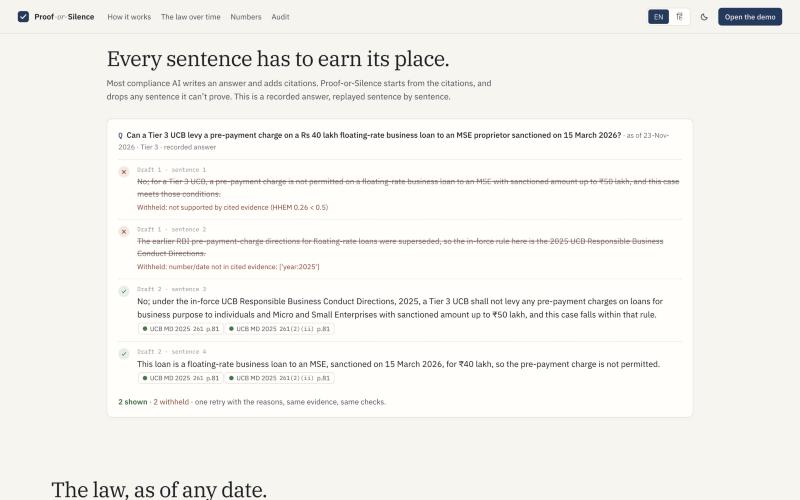 Proof-or-Silence How it works The law over time Numbers Audit EN हिं Open the demo
Every sentence has to earn its place.
Most compliance AI writes an answer and adds citations. Proof-or-Silence starts from the citations, and
drops any sentence it can't prove. This is a recorded answer, replayed sentence by sentence.
Q Can a Tier 3 UCB levy a pre-payment charge on a Rs 40 lakh floating-rate business loan to an MSE proprietor sanctioned on 15 March 2026? · as of 23-Nov-
2026 · Tier 3 · recorded answer
Draft 1 · sentence 1
No; for a Tier 3 UCB, a pre-payment charge is not permitted on a floating-rate business loan to an MSE with sanctioned amount up to ₹50 lakh, and this case
meets those conditions.
Withheld: not supported by cited evidence (HHEM 0.26 < 0.5)
Draft 1 · sentence 2
The earlier RBI pre-payment-charge directions for floating-rate loans were superseded, so the in-force rule here is the 2025 UCB Responsible Business
Conduct Directions.
Withheld: number/date not in cited evidence: ['year:2025']
Draft 2 · sentence 3
No; under the in-force UCB Responsible Business Conduct Directions, 2025, a Tier 3 UCB shall not levy any pre-payment charges on loans for
business purpose to individuals and Micro and Small Enterprises with sanctioned amount up to ₹50 lakh, and this case falls within that rule.
UCB MD 2025 261 p.81 UCB MD 2025 261(2)(ii) p.81
Draft 2 · sentence 4
This loan is a floating-rate business loan to an MSE, sanctioned on 15 March 2026, for ₹40 lakh, so the pre-payment charge is not permitted.
UCB MD 2025 261 p.81 UCB MD 2025 261(2)(ii) p.81
2 shown · 2 withheld · one retry with the reasons, same evidence, same checks.
The law, as of any date.